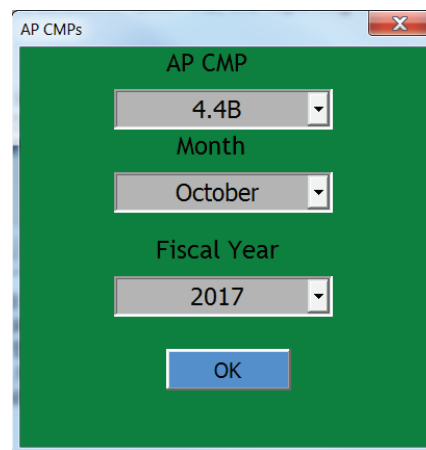 AP CMPs
AP CMP
4.4B
Month
October
Fiscal Year
2017
OK